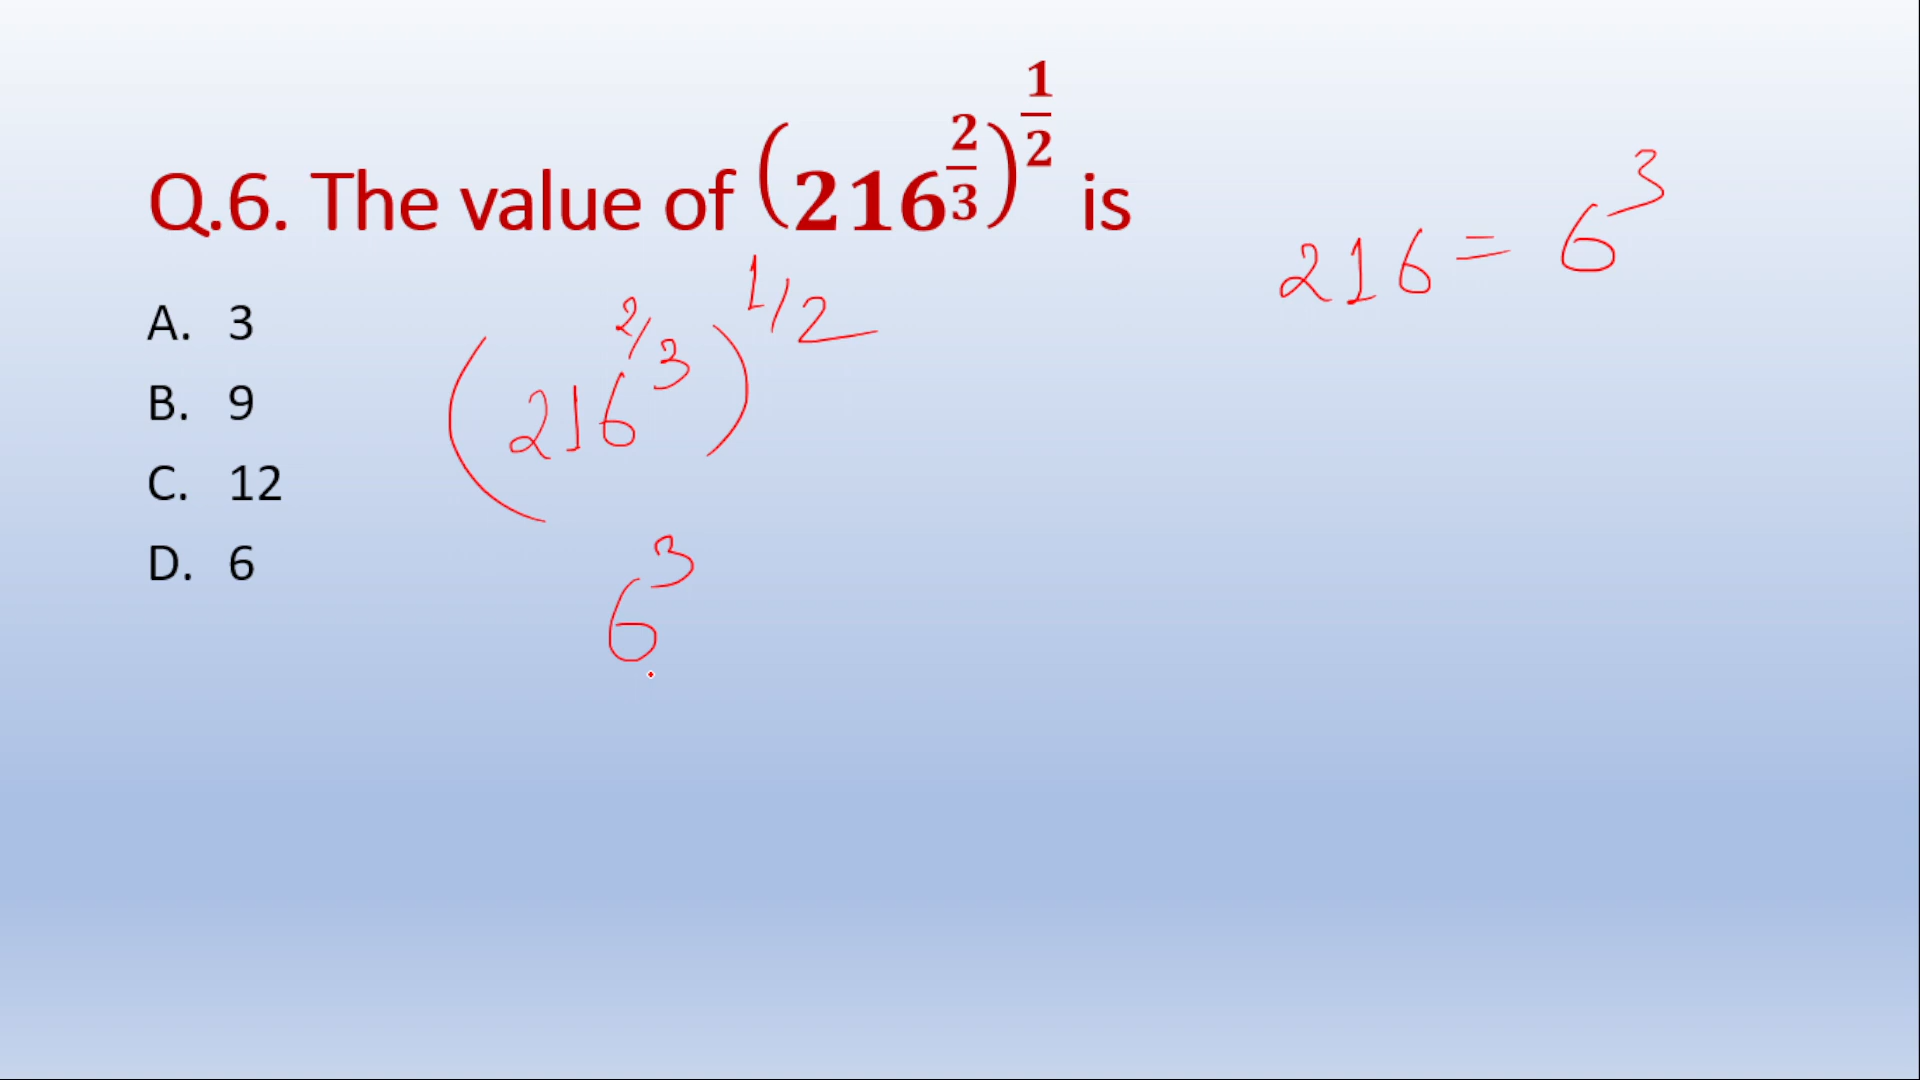 Q.6. The value of (216^(2/3))^(1/2) is
216 = 6^3
A. 3
B. 9
C. 12
D. 6
(216^2/3)^1/2
6^3